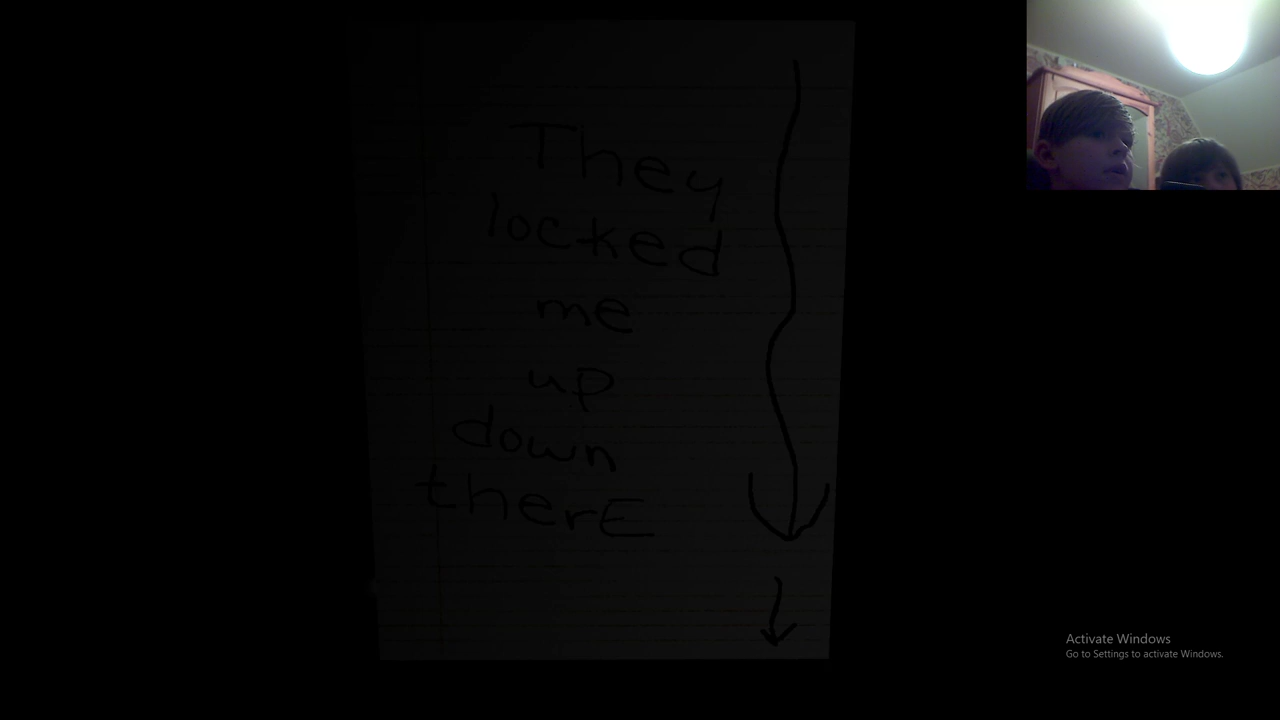 They
locked
me
up
down
therE
Activate Windows
Go to Settings to activate Windows.